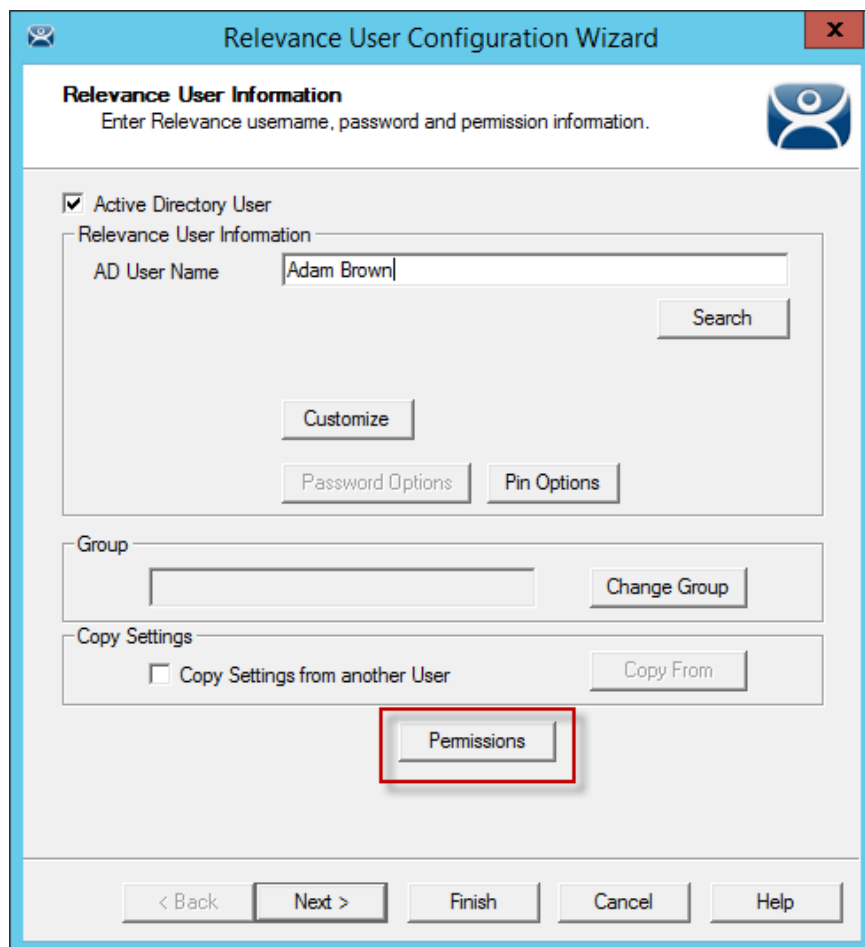 Relevance User Configuration Wizard
x
Relevance User Information
Enter Relevance username, password and permission information.
Active Directory User
Relevance User Information
AD User Name
Adam Brown
Search
Customize
Password Options
Pin Options
Group
Change Group
Copy Settings
Copy Settings from another User
Copy From
Permissions
< Back
Next >
Finish
Cancel
Help